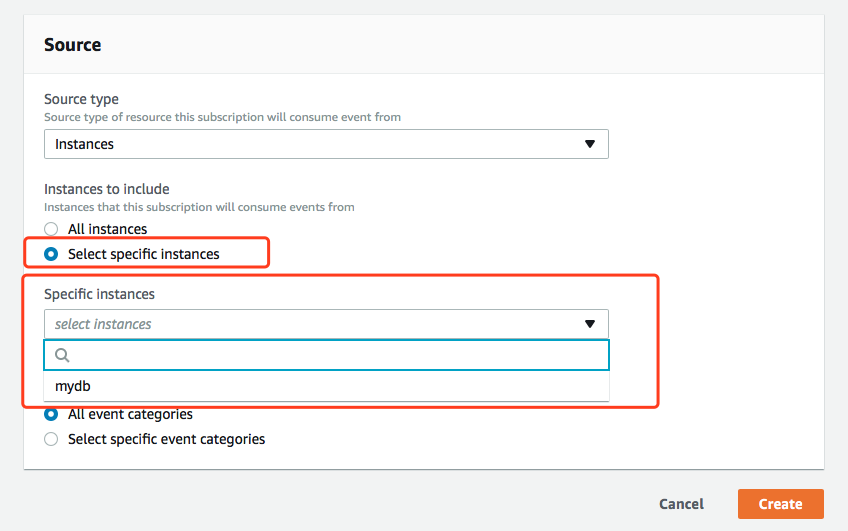 Source
Source type
Source type of resource this subscription will consume event from
Instances
Instances to include
Instances that this subscription will consume events from
All instances
Select specific instances
Specific instances
select instances
mydb
All event categories
Select specific event categories
Cancel
Create